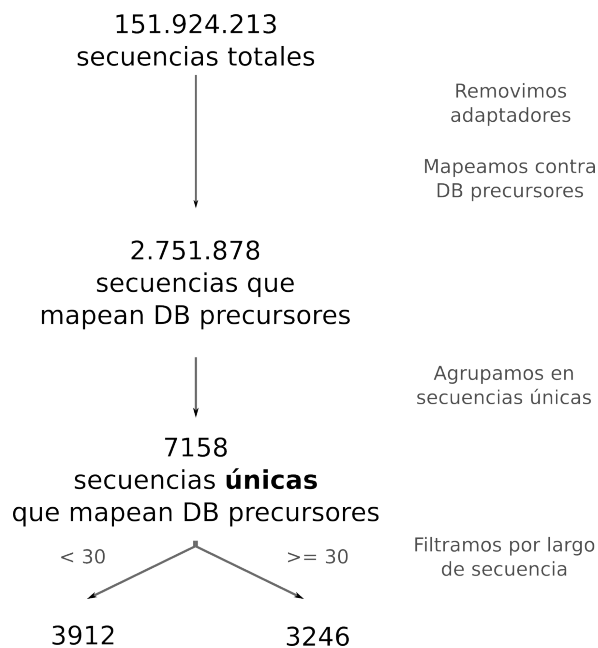 151.924.213
secuencias totales
Removimos
adaptadores
Mapeamos contra
DB precursores
2.751.878
secuencias que
mapean DB precursores
Agrupamos en
secuencias únicas
7158
secuencias únicas
que mapean DB precursores
< 30
>= 30
Filtramos por largo
de secuencia
3912
3246